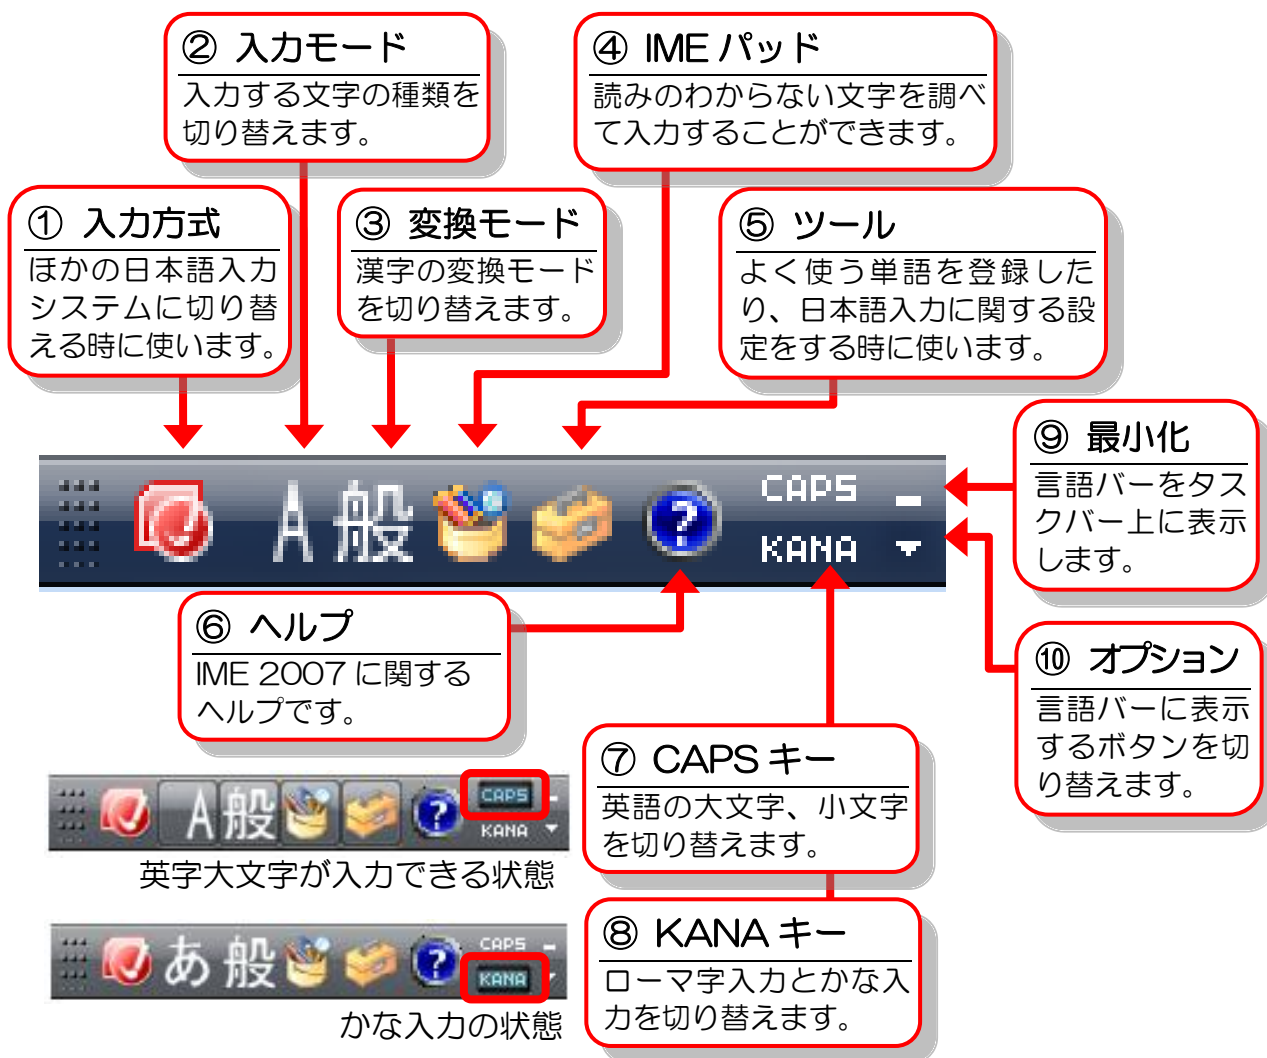 ② 入力モード
入力する文字の種類を
切り替えます。
④ IME パッド
読みのわからない文字を調べ
て入力することができます。
① 入力方式
ほかの日本語入力
システムに切り替
える時に使います。
③ 変換モード
漢字の変換モード
を切り替えます。
⑤ ツール
よく使う単語を登録した
り、日本語入力に関する設
定をする時に使います。
A 般 ? CAPS
KANA
⑨ 最小化
言語バーをタス
クバー上に表示
します。
⑥ ヘルプ
IME 2007 に関する
ヘルプです。
⑩ オプション
言語バーに表示
するボタンを切
り替えます。
⑦ CAPS キー
英語の大文字、小文字
を切り替えます。
A 般 ? CAPS
KANA
英字大文字が入力できる状態
⑧ KANA キー
ローマ字入力とかな入
力を切り替えます。
あ 般 ? CAPS
KANA
かな入力の状態